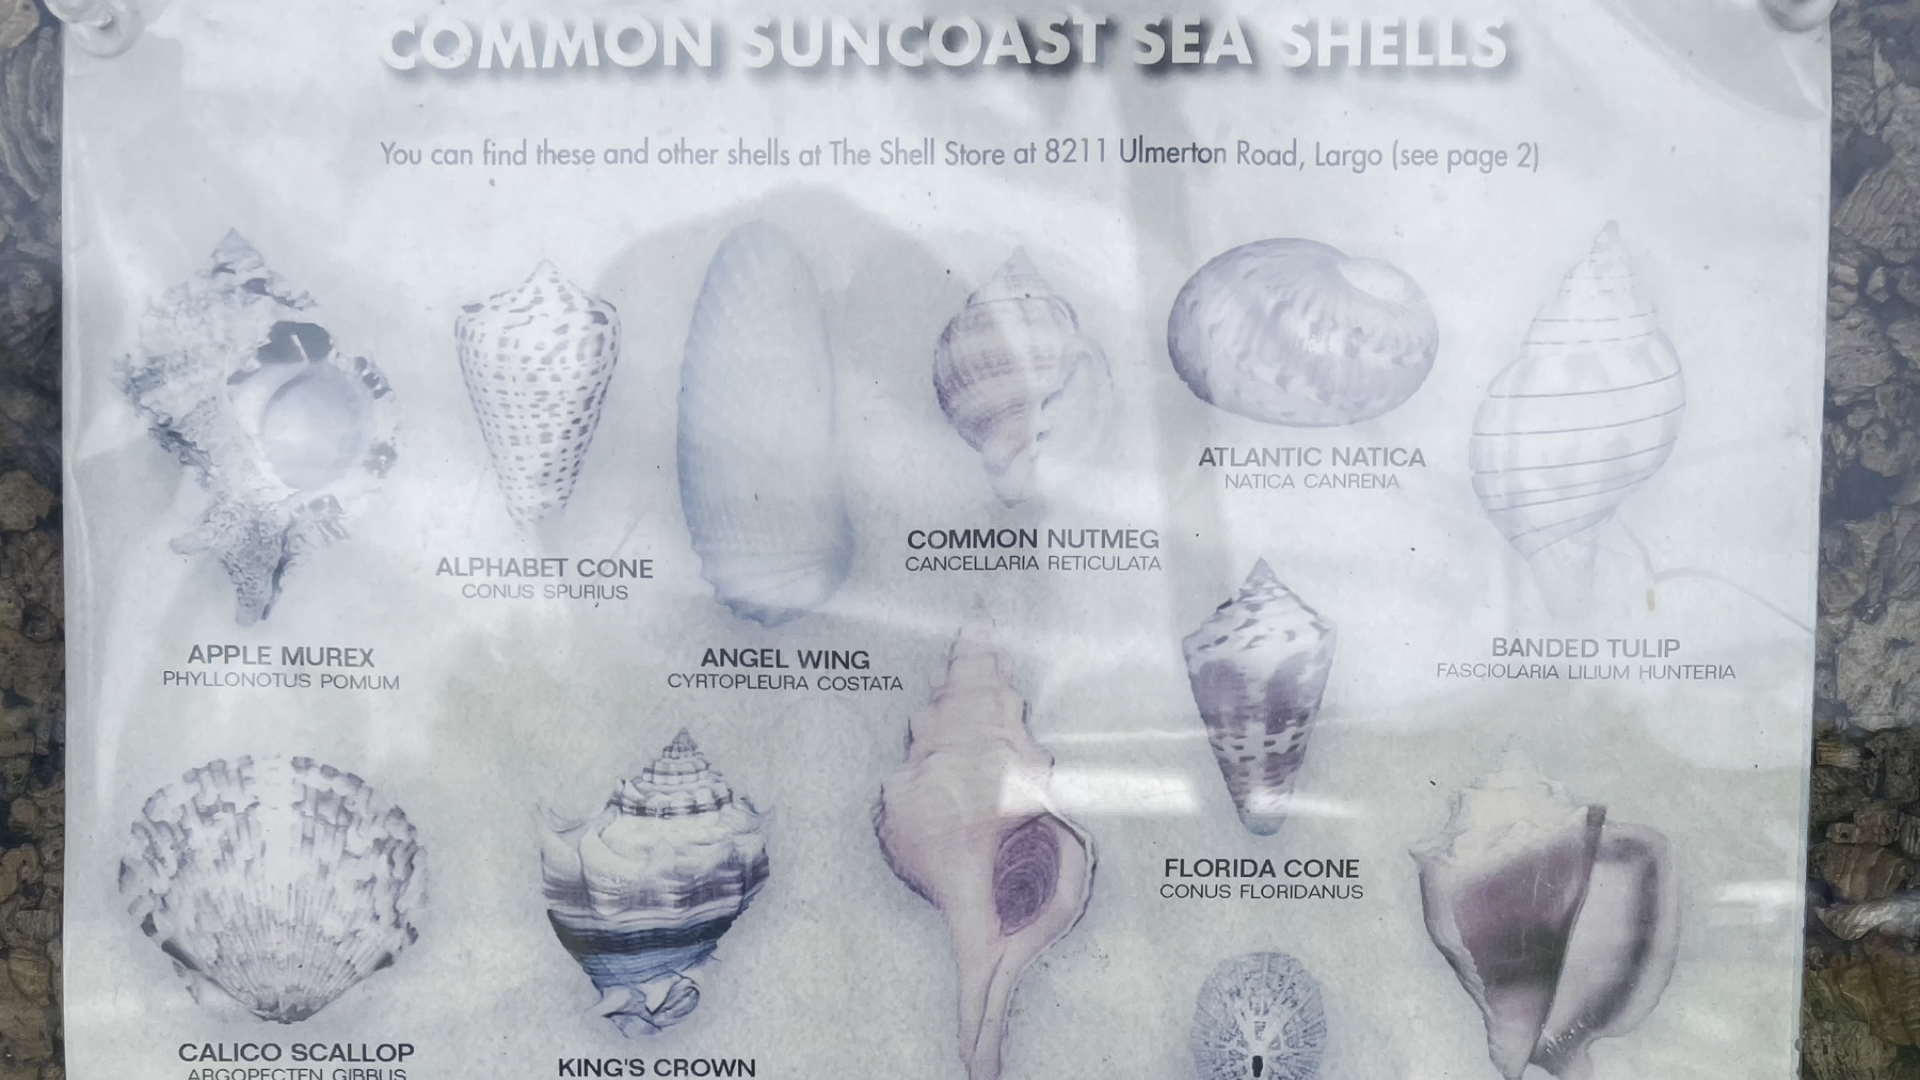 COMMON SUNCOAST SEA SHELLS
You can find these and other shells at The Shell Store at 8211 Ulmerton Road, Largo (see page 2)
ATLANTIC NATICA
NATICA CANRENA
COMMON NUTMEG
CANCELLARIA RETICULATA
ALPHABET CONE
CONUS SPURIUS
APPLE MUREX
PHYLLONOTUS POMUM
ANGEL WING
CYRTOPLEURA COSTATA
BANDED TULIP
FASCIOLARIA LILIUM HUNTERIA
FLORIDA CONE
CONUS FLORIDANUS
CALICO SCALLOP
ARGOPECTEN GIBBUS
KING'S CROWN